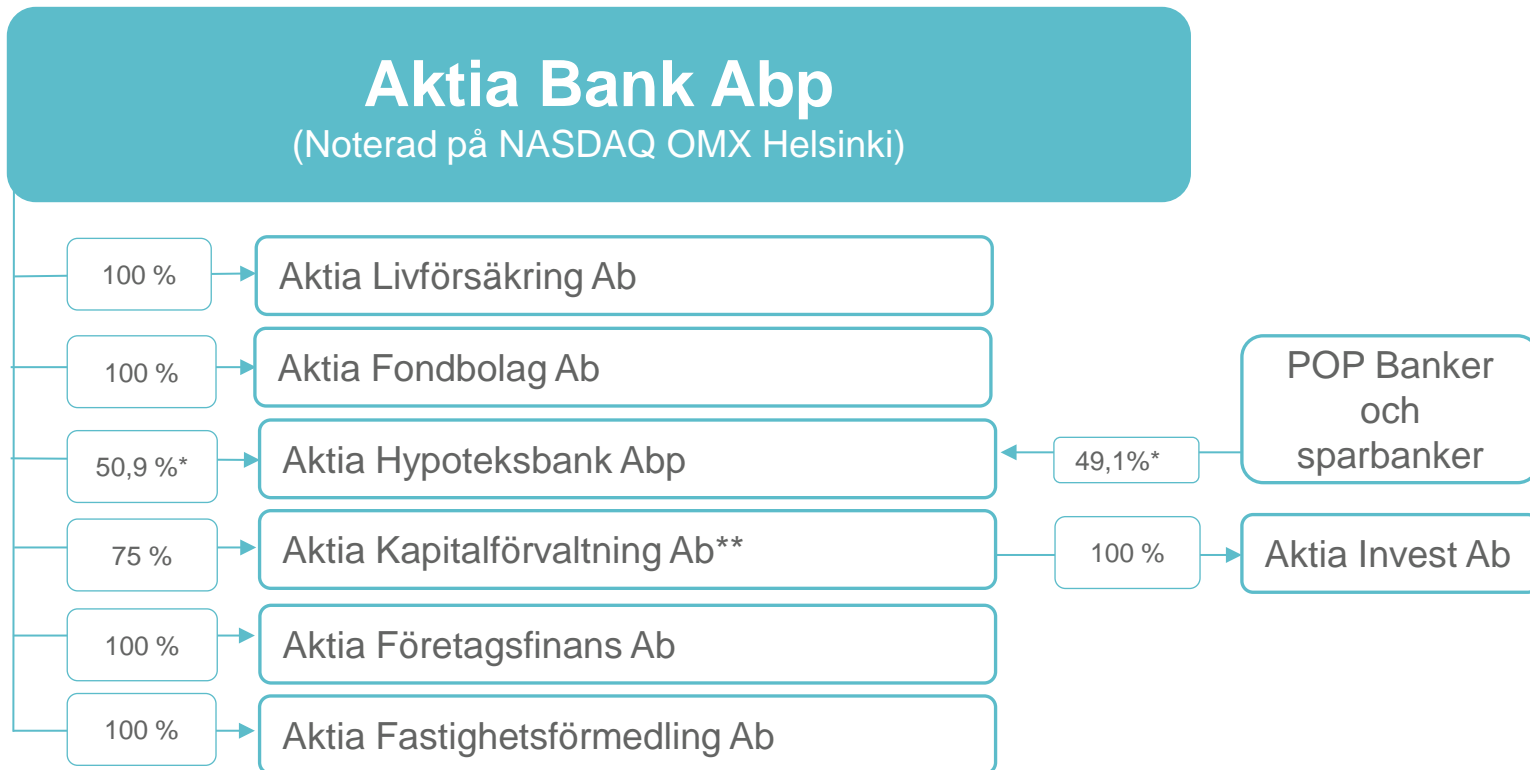 Aktia Bank Abp
(Noterad på NASDAQ OMX Helsinki)
100 %
Aktia Livförsäkring Ab
100 %
Aktia Fondbolag Ab
50,9 %*
Aktia Hypoteksbank Abp
49,1%*
POP Banker
och
sparbanker
75 %
Aktia Kapitalförvaltning Ab**
100 %
Aktia Invest Ab
100 %
Aktia Företagsfinans Ab
100 %
Aktia Fastighetsförmedling Ab